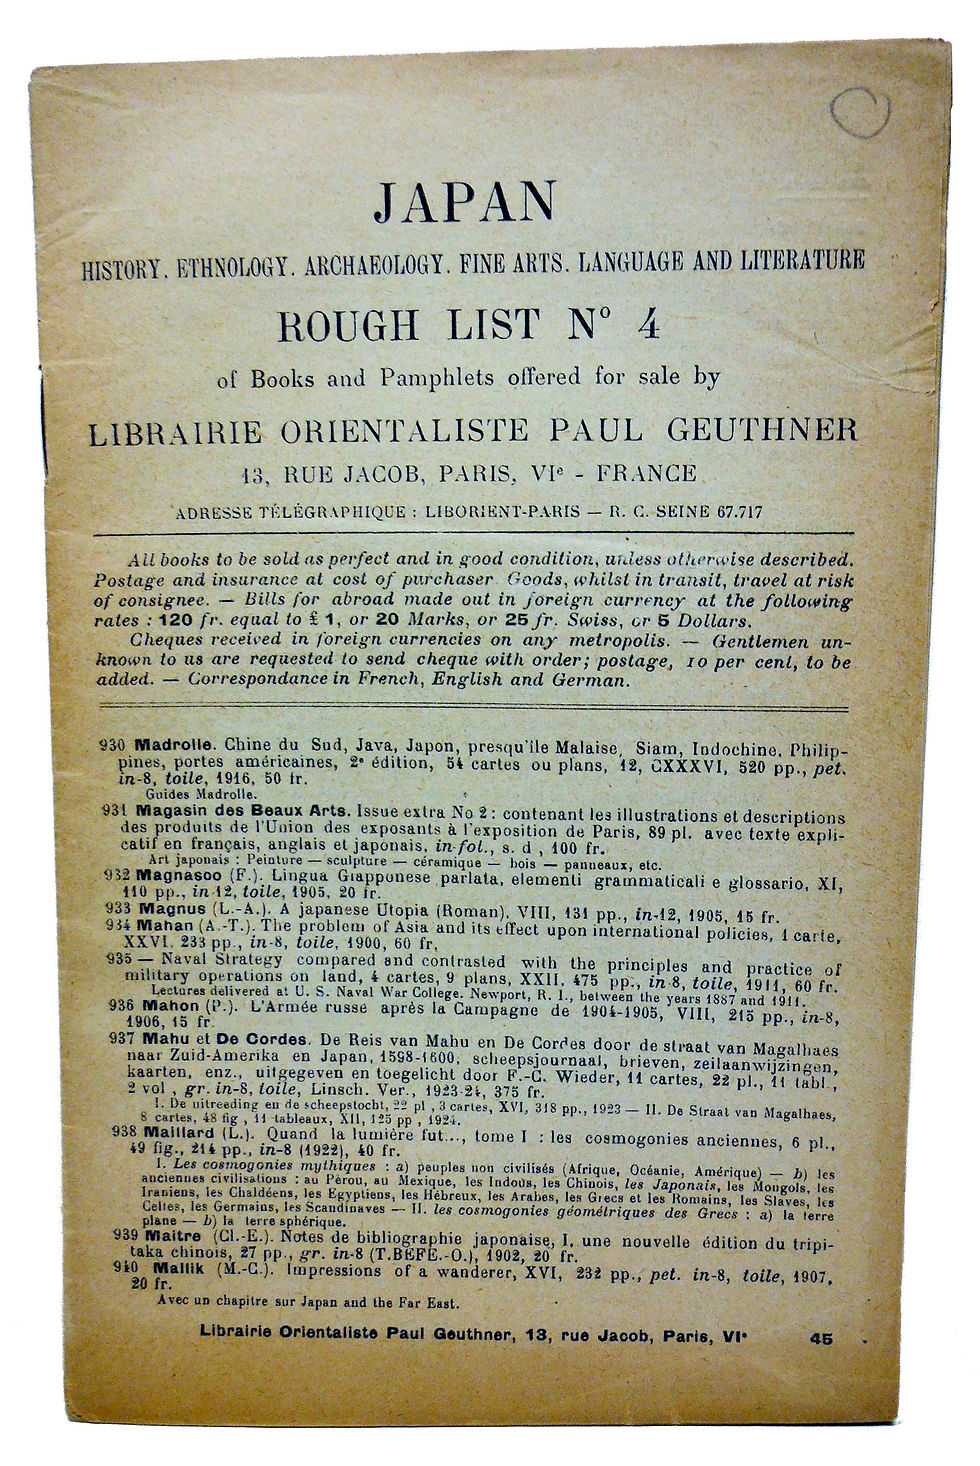 JAPAN
HISTORY. ETHNOLOGY. ARCHAEOLOGY. FINE ARTS. LANGUAGE AND LITERATURE
ROUGH LIST Nº 4
of Books and Pamphlets offered for sale by
LIBRAIRIE ORIENTALISTE PAUL GEUTHNER
13, RUE JACOB, PARIS, VIᵉ - FRANCE
ADRESSE TÉLÉGRAPHIQUE : LIBORIENT-PARIS — R. C. SEINE 67.717
All books to be sold as perfect and in good condition, unless otherwise described.
Postage and insurance at cost of purchaser. Goods, whilst in transit, travel at risk
of consignee. — Bills for abroad made out in foreign currency at the following
rates : 120 fr. equal to £ 1, or 20 Marks, or 25 fr. Swiss, or 5 Dollars.
Cheques received in foreign currencies on any metropolis. — Gentlemen un-
known to us are requested to send cheque with order; postage, 10 per cent, to be
added. — Correspondance in French, English and German.
930 Madrolle. Chine du Sud, Java, Japon, presqu'ile Malaise, Siam, Indochine, Philip-
pines, portes américaines, 2ᵉ édition, 54 cartes ou plans, 12, CXXXVI, 520 pp., pet.
in-8, toile, 1916, 50 fr.
Guides Madrolle.
931 Magasin des Beaux Arts. Issue extra No 2 : contenant les illustrations et descriptions
des produits de l'Union des exposants à l'exposition de Paris, 89 pl. avec texte expli-
catif en français, anglais et japonais, in-fol., s. d , 100 fr.
Art japonais : Peinture — sculpture — céramique — bois — panneaux, etc.
932 Magnasoo (F.). Lingua Giapponese parlata, elementi grammaticali e glossario, XI,
110 pp., in-12, toile, 1905, 20 fr.
933 Magnus (L.-A.). A japanese Utopia (Roman), VIII, 131 pp., in-12, 1905, 15 fr.
934 Mahan (A.-T.). The problem of Asia and its effect upon international policies, 1 carte,
XXVI, 233 pp., in-8, toile, 1900, 60 fr.
935 — Naval Strategy compared and contrasted with the principles and practice of
military operations on land, 4 cartes, 9 plans, XXII, 475 pp., in-8, toile, 1911, 60 fr.
Lectures delivered at U. S. Naval War College. Newport, R. I., between the years 1887 and 1911.
936 Mahon (P.). L'Armée russe après la Campagne de 1904-1905, VIII, 215 pp., in-8,
1906, 15 fr.
937 Mahu et De Cordes. De Reis van Mahu en De Cordes door de straat van Magalhaes
naar Zuid-Amerika en Japan, 1598-1600, scheepsjournaal, brieven, zeilaanwijzingen,
kaarten, enz., uitgegeven en toegelicht door F.-C. Wieder, 11 cartes, 22 pl., 11 tabl.,
2 vol , gr. in-8, toile, Linsch. Ver., 1923-24, 375 fr.
I. De uitreeding en de scheepstocht, 22 pl , 3 cartes, XVI, 318 pp., 1923 — II. De Straat van Magalhaes,
8 cartes, 48 fig , 11 tableaux, XII, 125 pp , 1924.
938 Maillard (L.). Quand la lumière fut..., tome I : les cosmogonies anciennes, 6 pl.,
49 fig., 214 pp., in-8 (1922), 40 fr.
I. Les cosmogonies mythiques : a) peuples non civilisés (Afrique, Océanie, Amérique) — b) les
anciennes civilisations : au Pérou, au Mexique, les Indous, les Chinois, les Japonais, les Mongols, les
Iraniens, les Chaldéens, les Egyptiens, les Hébreux, les Arabes, les Grecs et les Romains, les Slaves, les
Celtes, les Germains, les Scandinaves — II. les cosmogonies géométriques des Grecs : a) la terre
plane — b) la terre sphérique.
939 Maitre (Cl.-E.). Notes de bibliographie japonaise, I, une nouvelle édition du tripi-
taka chinois, 27 pp., gr. in-8 (T.BEFE.-O.), 1902, 20 fr.
940 Mallik (M.-C.). Impressions of a wanderer, XVI, 232 pp., pet. in-8, toile, 1907,
20 fr.
Avec un chapitre sur Japan and the Far East.
Librairie Orientaliste Paul Geuthner, 13, rue Jacob, Paris, VIᵉ 45